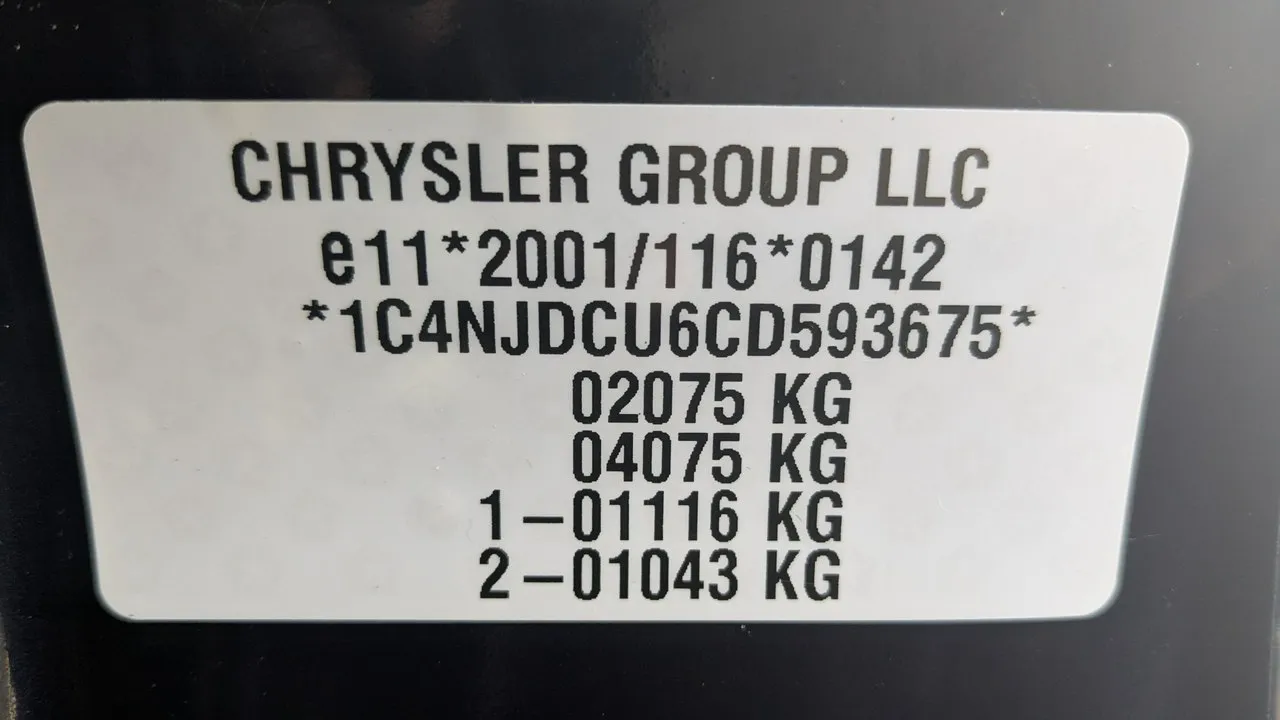 CHRYSLER GROUP LLC
e11*2001/116*0142
*1C4NJDCU6CD593675*
02075 KG
04075 KG
1-01116 KG
2-01043 KG